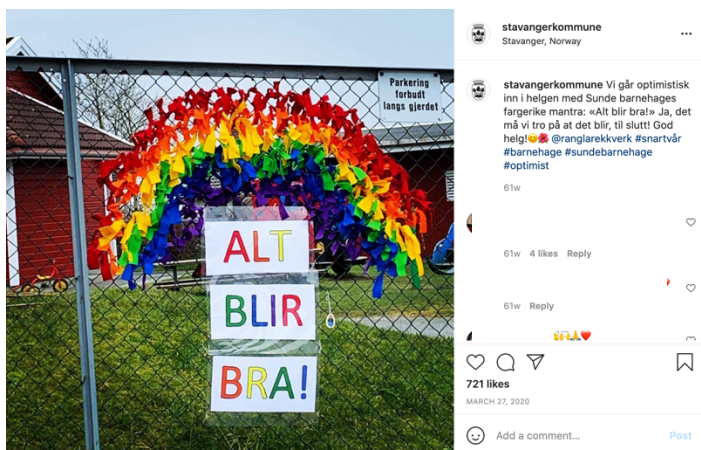 Parkering
forbudt
langs gjerdet
ALT
BLIR
BRA!
stavangerkommune
Stavanger, Norway
stavangerkommune Vi går optimistisk
inn i helgen med Sunde barnehages
fargerike mantra: «Alt blir bra!» Ja, det
må vi tro på at det blir, til slutt! God
helg!😊🌺 @ranglarekkverk #snartvår
#barnehage #sundebarnehage
#optimist
61w
61w 4 likes Reply
61w Reply
721 likes
MARCH 27, 2020
Add a comment... Post